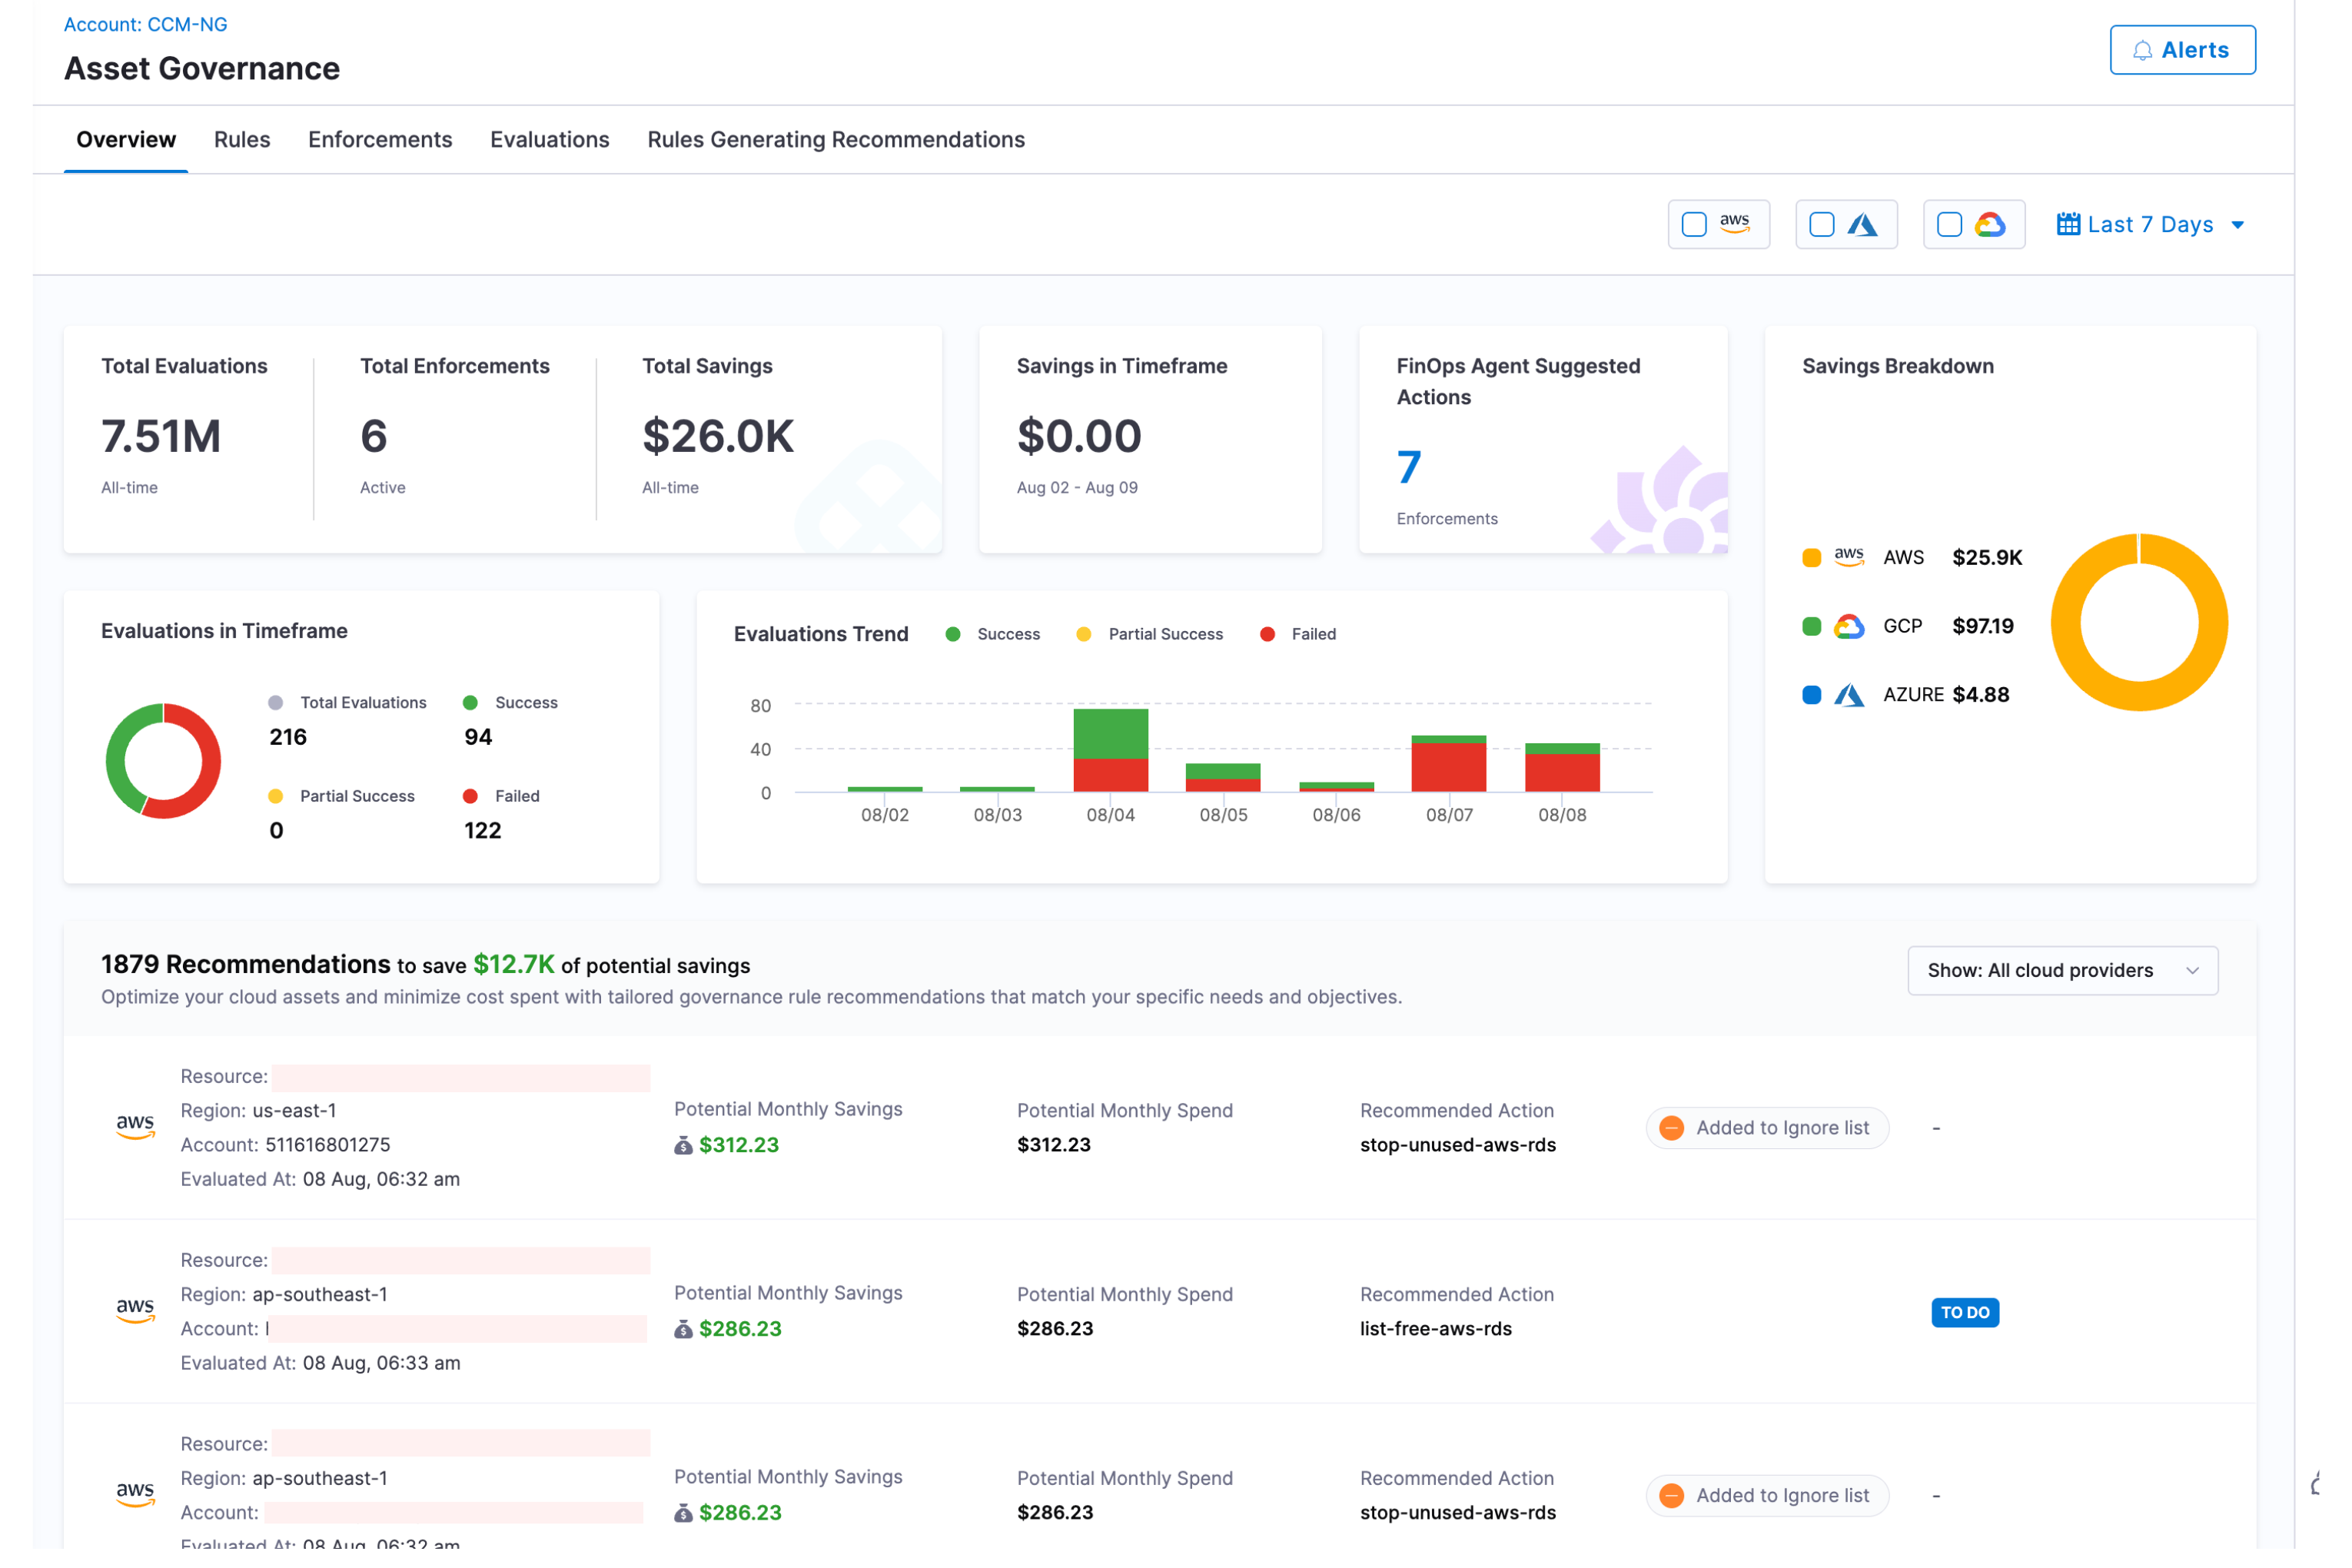 Account: CCM-NG
Asset Governance
Alerts
Overview Rules Enforcements Evaluations Rules Generating Recommendations
aws Last 7 Days
Total Evaluations
7.51M
All-time
Total Enforcements
6
Active
Total Savings
$26.0K
All-time
Savings in Timeframe
$0.00
Aug 02 - Aug 09
FinOps Agent Suggested
Actions
7
Enforcements
Savings Breakdown
aws AWS $25.9K
GCP $97.19
AZURE $4.88
Evaluations in Timeframe
Total Evaluations
216
Success
94
Partial Success
0
Failed
122
Evaluations Trend Success Partial Success Failed
80
40
0
08/02 08/03 08/04 08/05 08/06 08/07 08/08
1879 Recommendations to save $12.7K of potential savings
Optimize your cloud assets and minimize cost spent with tailored governance rule recommendations that match your specific needs and objectives.
Show: All cloud providers
aws
Resource:
Region: us-east-1
Account: 511616801275
Evaluated At: 08 Aug, 06:32 am
Potential Monthly Savings
$312.23
Potential Monthly Spend
$312.23
Recommended Action
stop-unused-aws-rds
Added to Ignore list
-
aws
Resource:
Region: ap-southeast-1
Account:
Evaluated At: 08 Aug, 06:33 am
Potential Monthly Savings
$286.23
Potential Monthly Spend
$286.23
Recommended Action
list-free-aws-rds
TO DO
aws
Resource:
Region: ap-southeast-1
Account:
Evaluated At: 08 Aug, 06:32 am
Potential Monthly Savings
$286.23
Potential Monthly Spend
$286.23
Recommended Action
stop-unused-aws-rds
Added to Ignore list
-